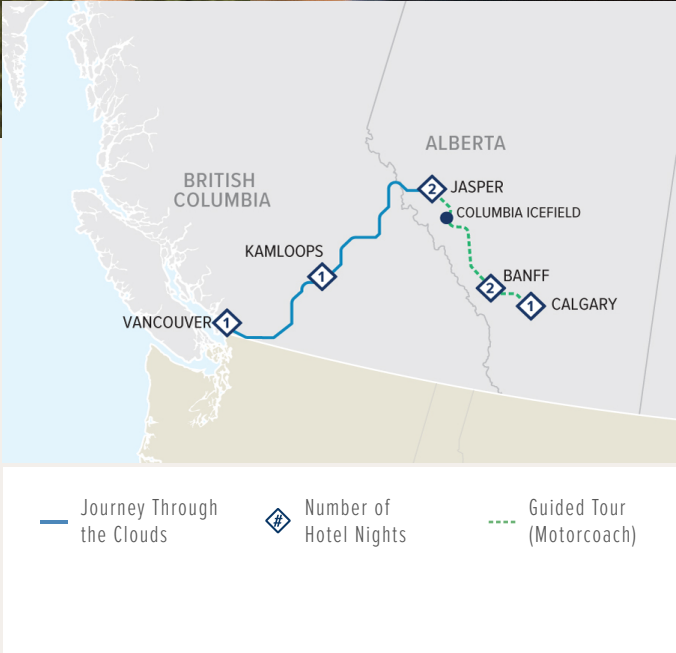 ALBERTA
BRITISH
COLUMBIA
2 JASPER
COLUMBIA ICEFIELD
KAMLOOPS
1
BANFF
2
1 CALGARY
VANCOUVER 1
Journey Through
the Clouds
# Number of
Hotel Nights
Guided Tour
(Motorcoach)